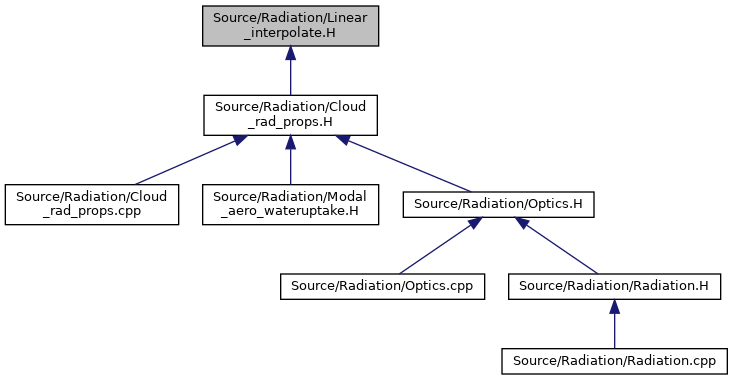 Source/Radiation/Linear
_interpolate.H
Source/Radiation/Cloud
_rad_props.H
Source/Radiation/Cloud
_rad_props.cpp
Source/Radiation/Modal
_aero_wateruptake.H
Source/Radiation/Optics.H
Source/Radiation/Optics.cpp
Source/Radiation/Radiation.H
Source/Radiation/Radiation.cpp